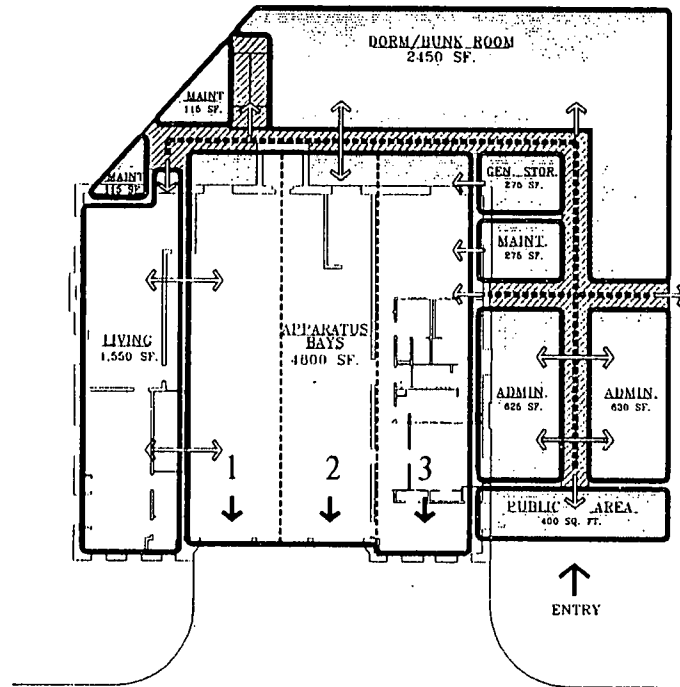 DORM/BUNK ROOM
2450 SF.
MAINT
115 SF.
MAINT
115 SF.
GEN. STOR.
275 SF.
MAINT.
275 SF.
LIVING
1,550 SF.
APPARATUS
BAYS
4800 SF.
ADMIN.
625 SF.
ADMIN.
630 SF.
1
2
3
PUBLIC AREA
400 SQ. FT.
ENTRY